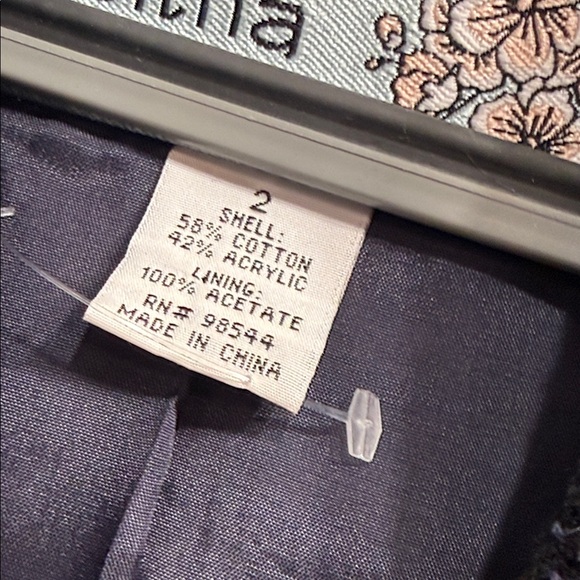 2
SHELL:
58% COTTON
42% ACRYLIC
LINING:
100% ACETATE
RN# 98544
MADE IN CHINA